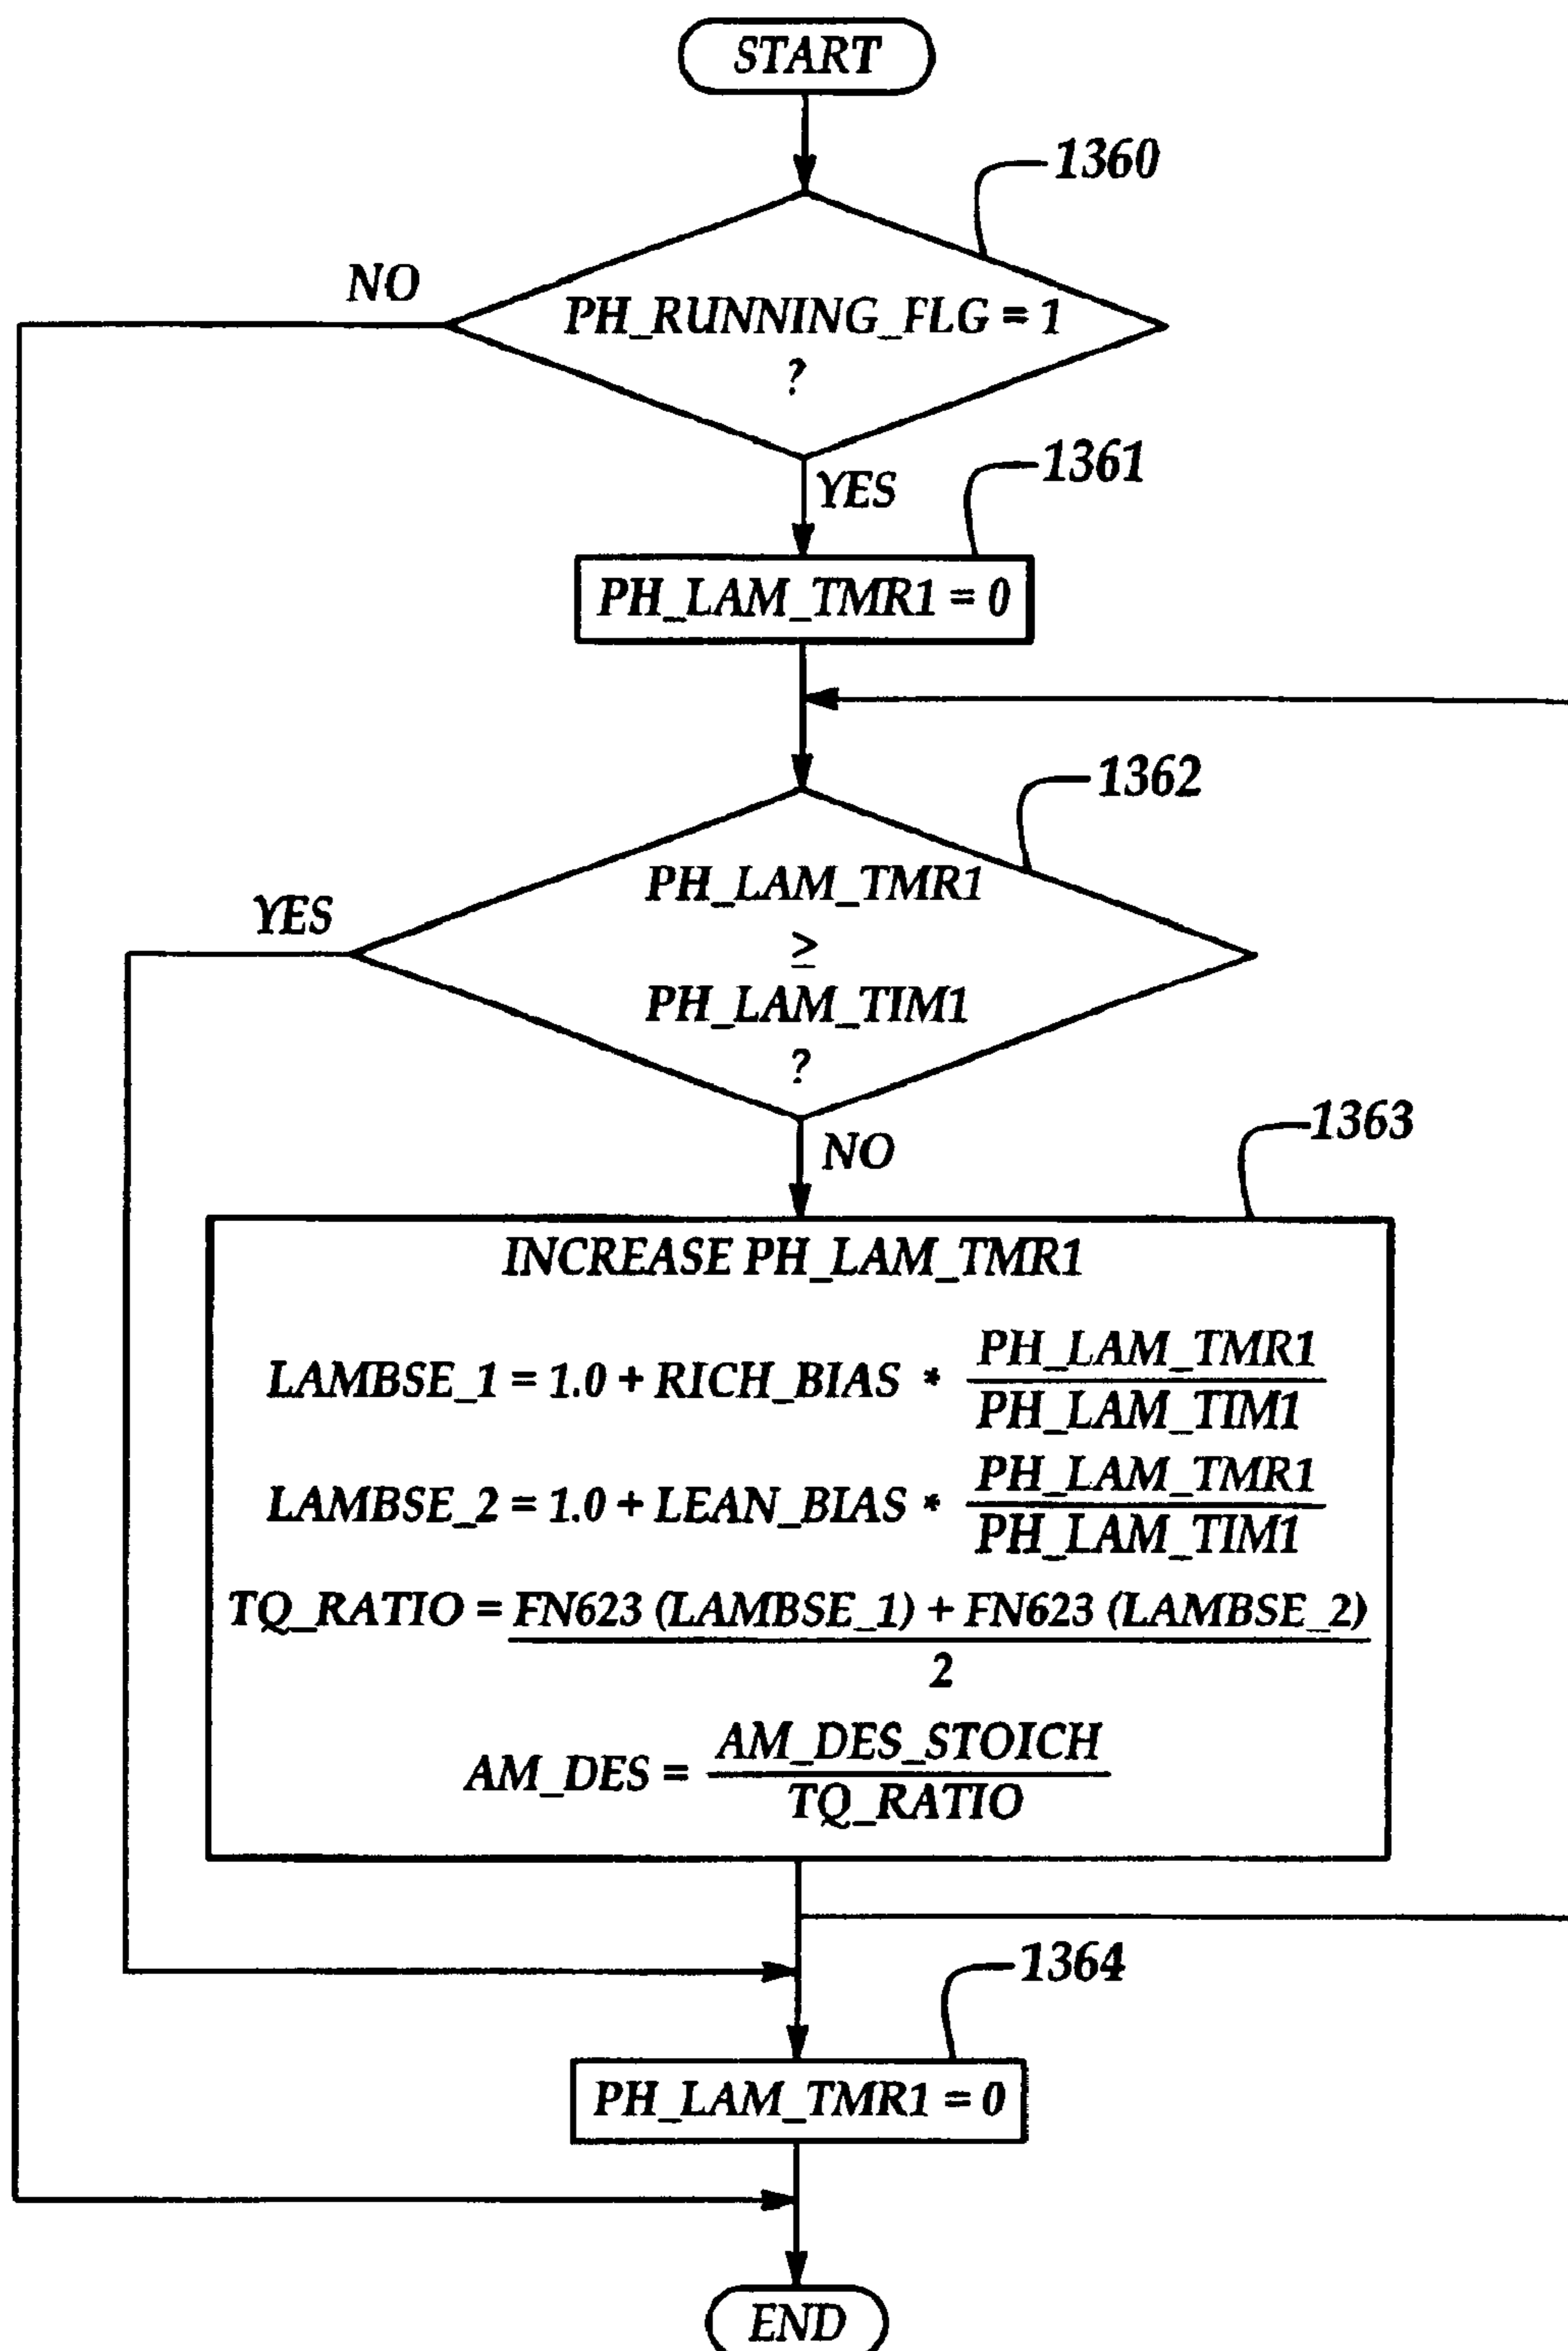 START
1360
NO
PH_RUNNING_FLG = 1
?
1361
YES
PH_LAM_TMR1 = 0
1362
PH_LAM_TMR1
YES
≥
PH_LAM_TIM1
?
1363
NO
INCREASE PH_LAM_TMR1
PH_LAM_TMR1
LAMBSE_1 = 1.0 + RICH_BIAS *
PH_LAM_TIM1
PH_LAM_TMR1
LAMBSE_2 = 1.0 + LEAN_BIAS *
PH_LAM_TIM1
TQ_RATIO = FN623 (LAMBSE_1) + FN623 (LAMBSE_2)
2
AM_DES_STOICH
AM_DES =
TQ_RATIO
1364
PH_LAM_TMR1 = 0
END